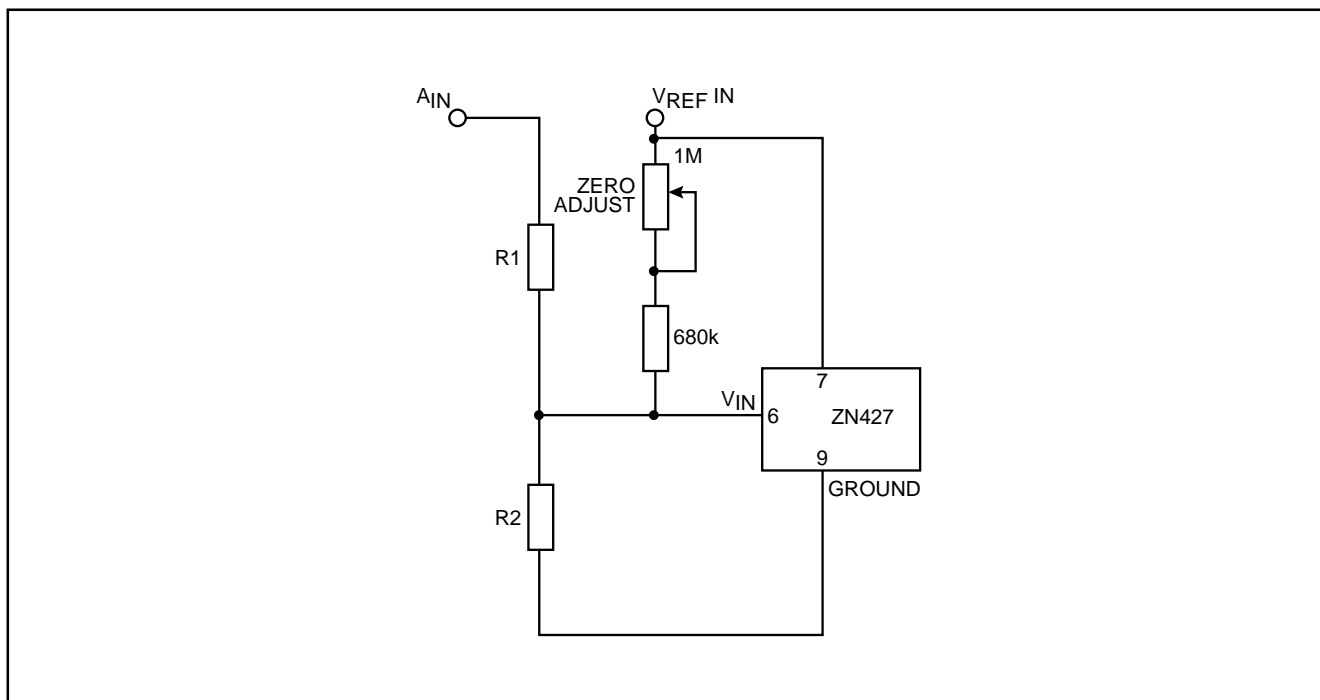 AIN
VREF IN
1M
ZERO
ADJUST
R1
680k
VIN
6
7
ZN427
9
GROUND
R2